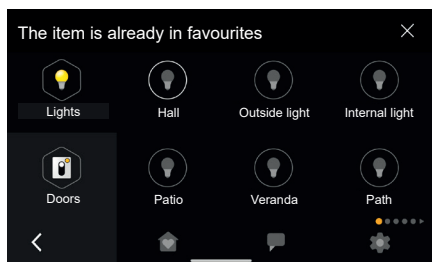 The item is already in favourites
Lights
Hall
Outside light
Internal light
Doors
Patio
Veranda
Path